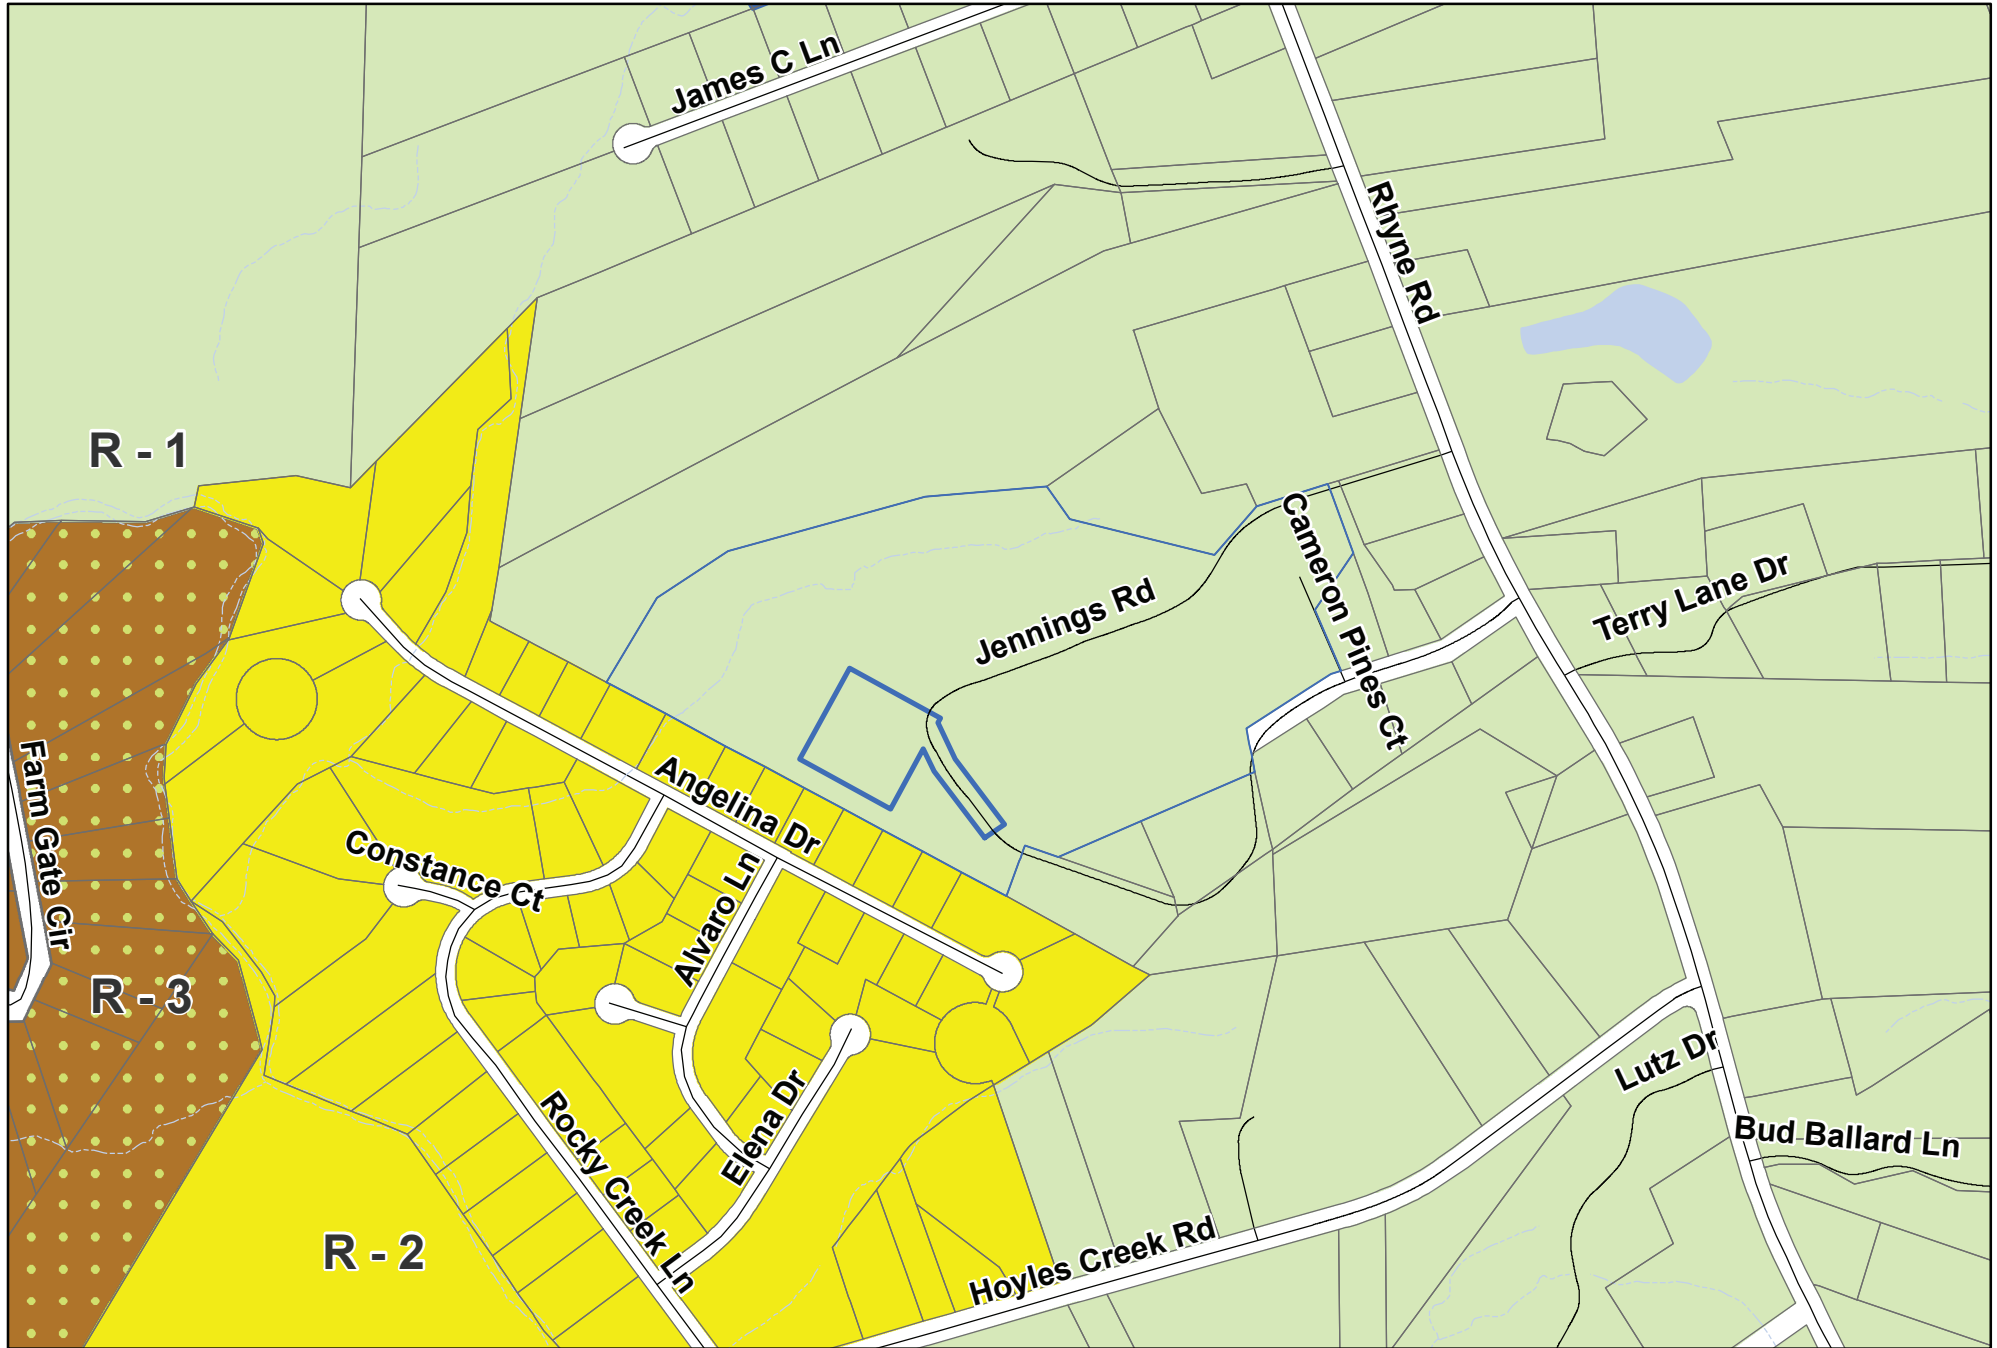 James C Ln
Rhyne Rd
R - 1
Cameron Pines Ct
Terry Lane Dr
Jennings Rd
Farm Gate Cir
Angelina Dr
Constance Ct
Alvaro Ln
R - 3
Lutz Dr
Elena Dr
Rocky Creek Ln
Bud Ballard Ln
R - 2
Hoyles Creek Rd